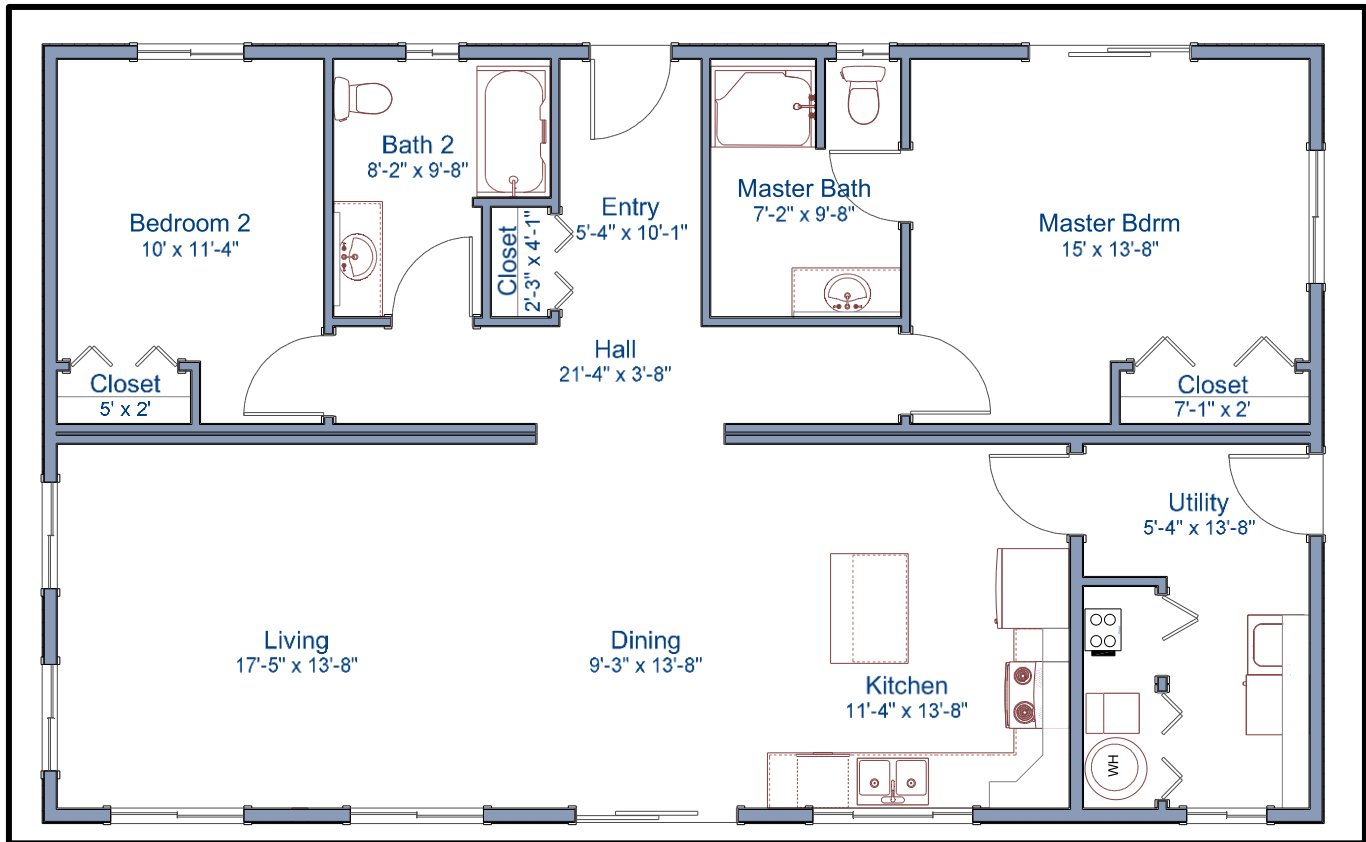 Bath 2
8'-2" x 9'-8"
Master Bath
7'-2" x 9'-8"
Entry
5'-4" x 10'-1"
Bedroom 2
10' x 11'-4"
Closet
2'-3" x 4'-1"
Master Bdrm
15' x 13'-8"
Hall
21'-4" x 3'-8"
Closet
5' x 2'
Closet
7'-1" x 2'
Utility
5'-4" x 13'-8"
Living
17'-5" x 13'-8"
Dining
9'-3" x 13'-8"
Kitchen
11'-4" x 13'-8"
WH